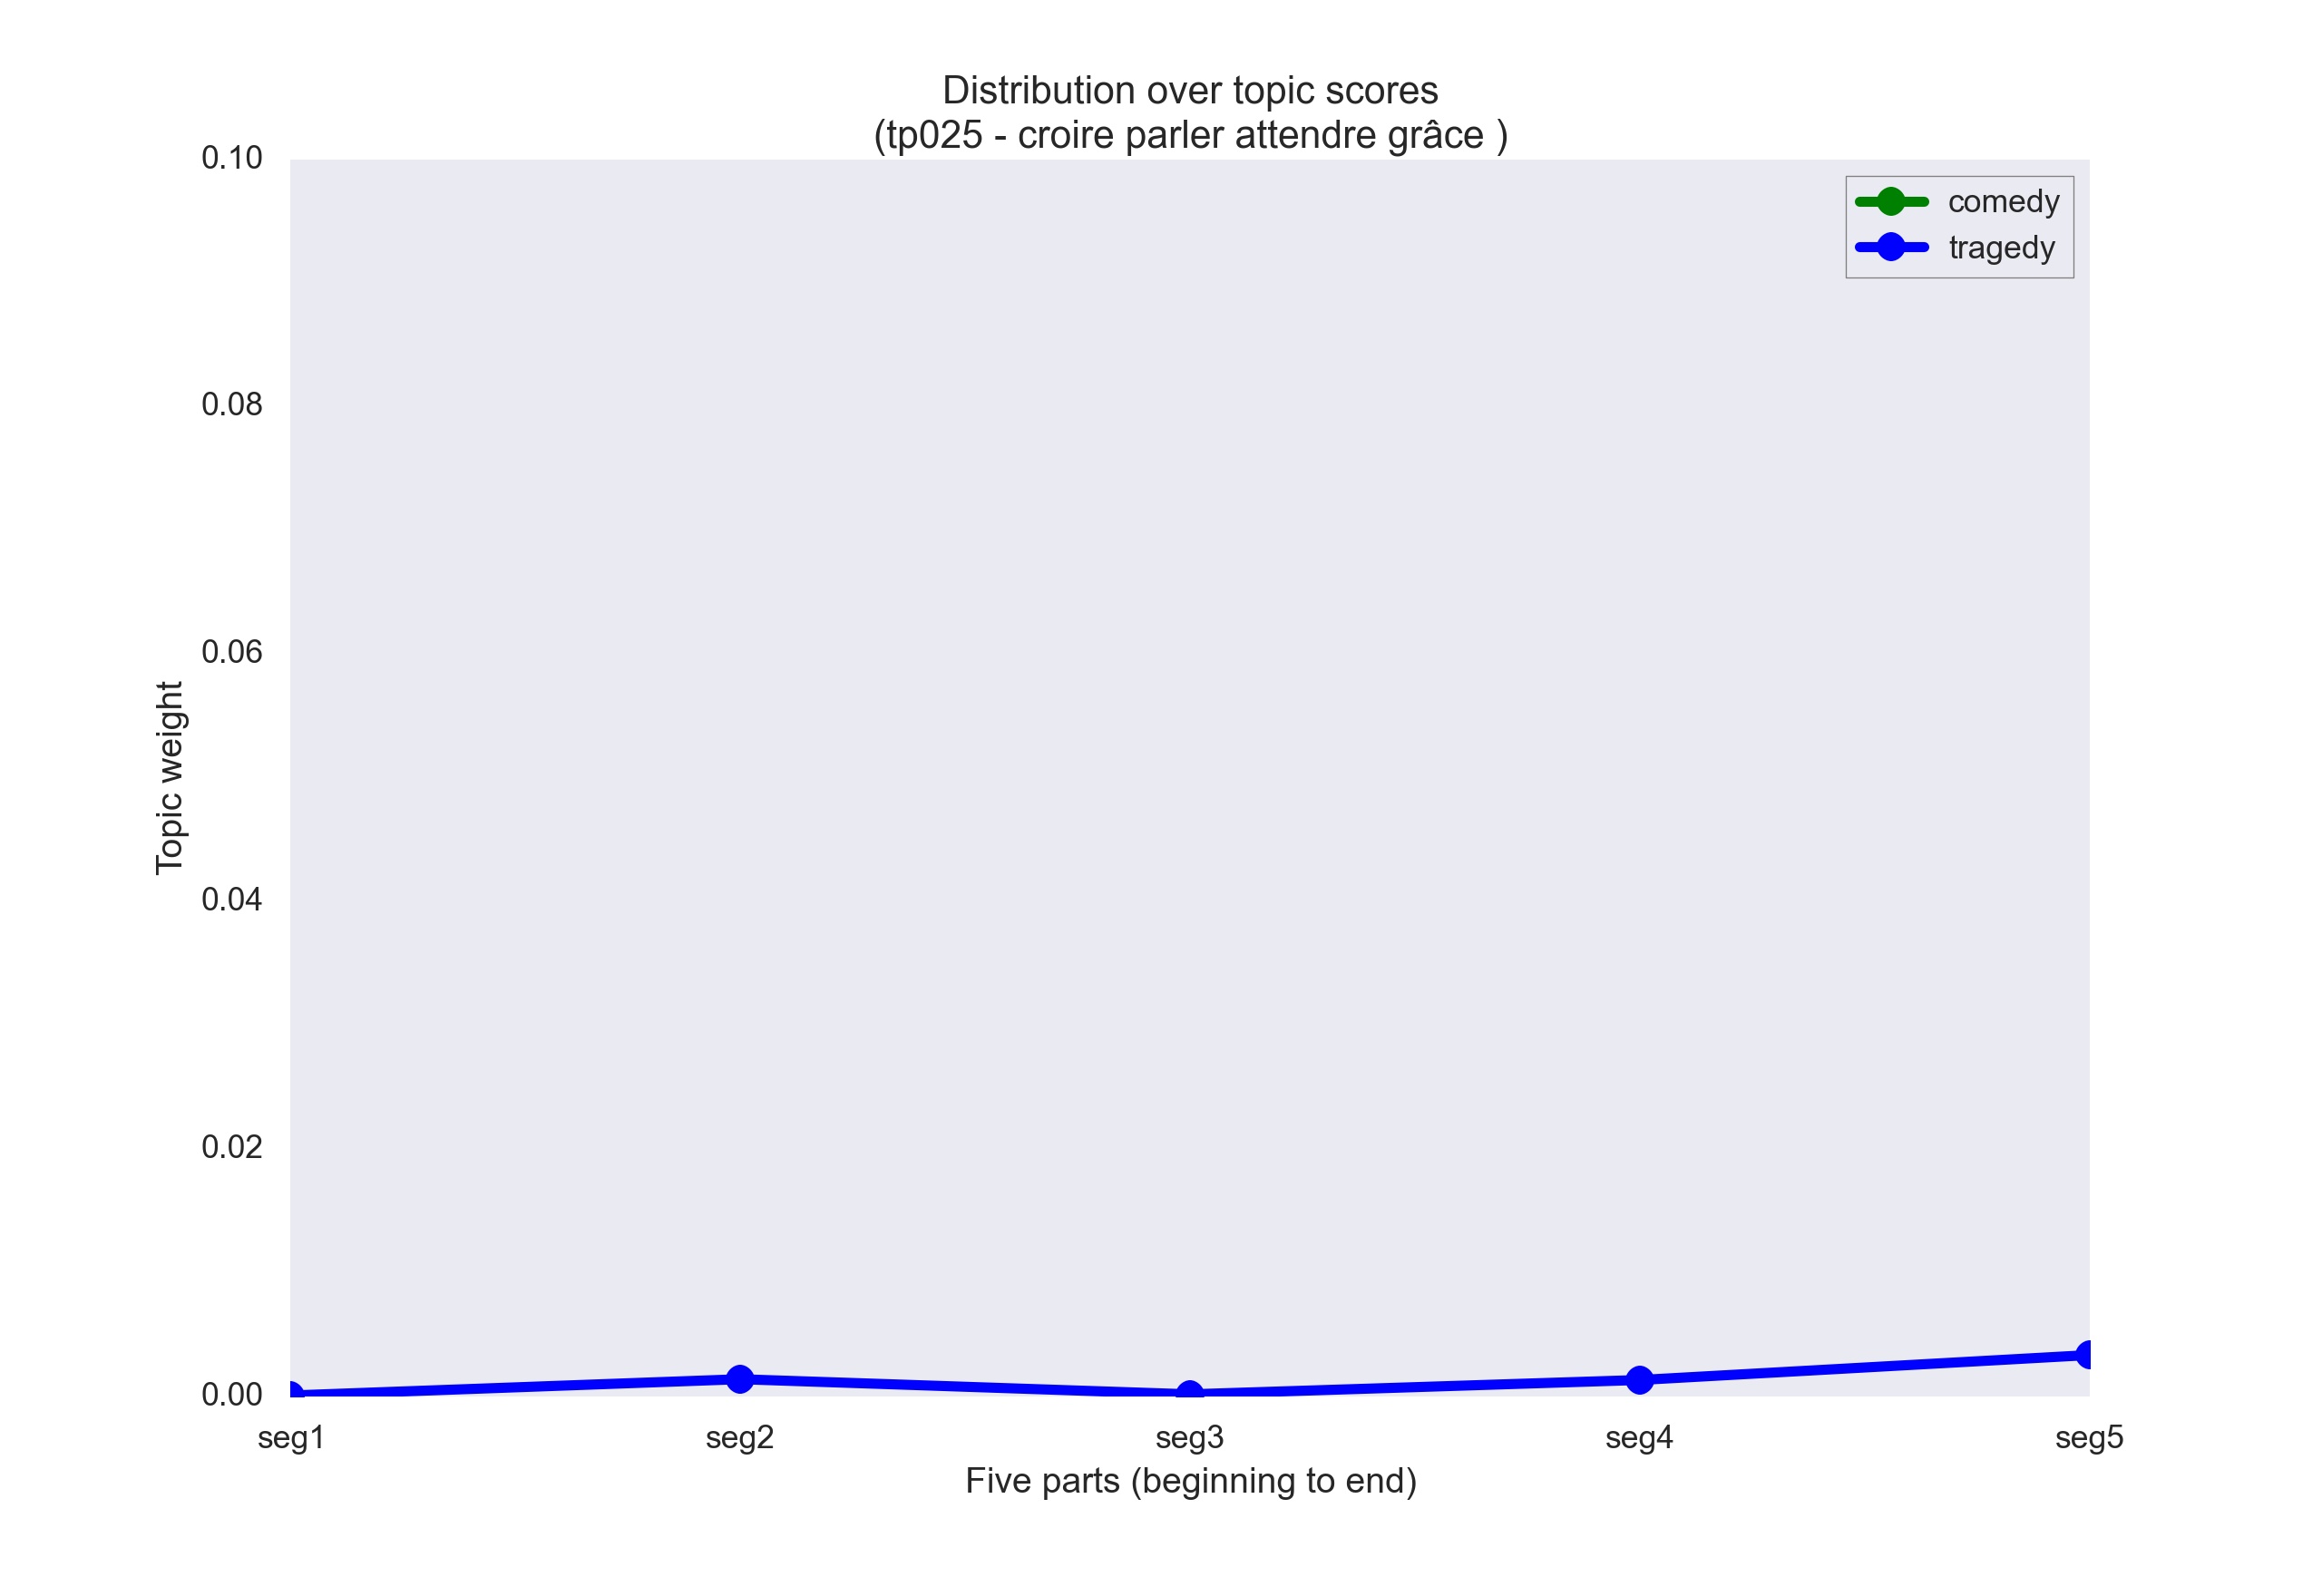 Distribution over topic scores
(tp025 - croire parler attendre grâce )
0.10
0.08
0.06
0.04
0.02
0.00
Topic weight
comedy
tragedy
seg1 seg2 seg3 seg4 seg5
Five parts (beginning to end)